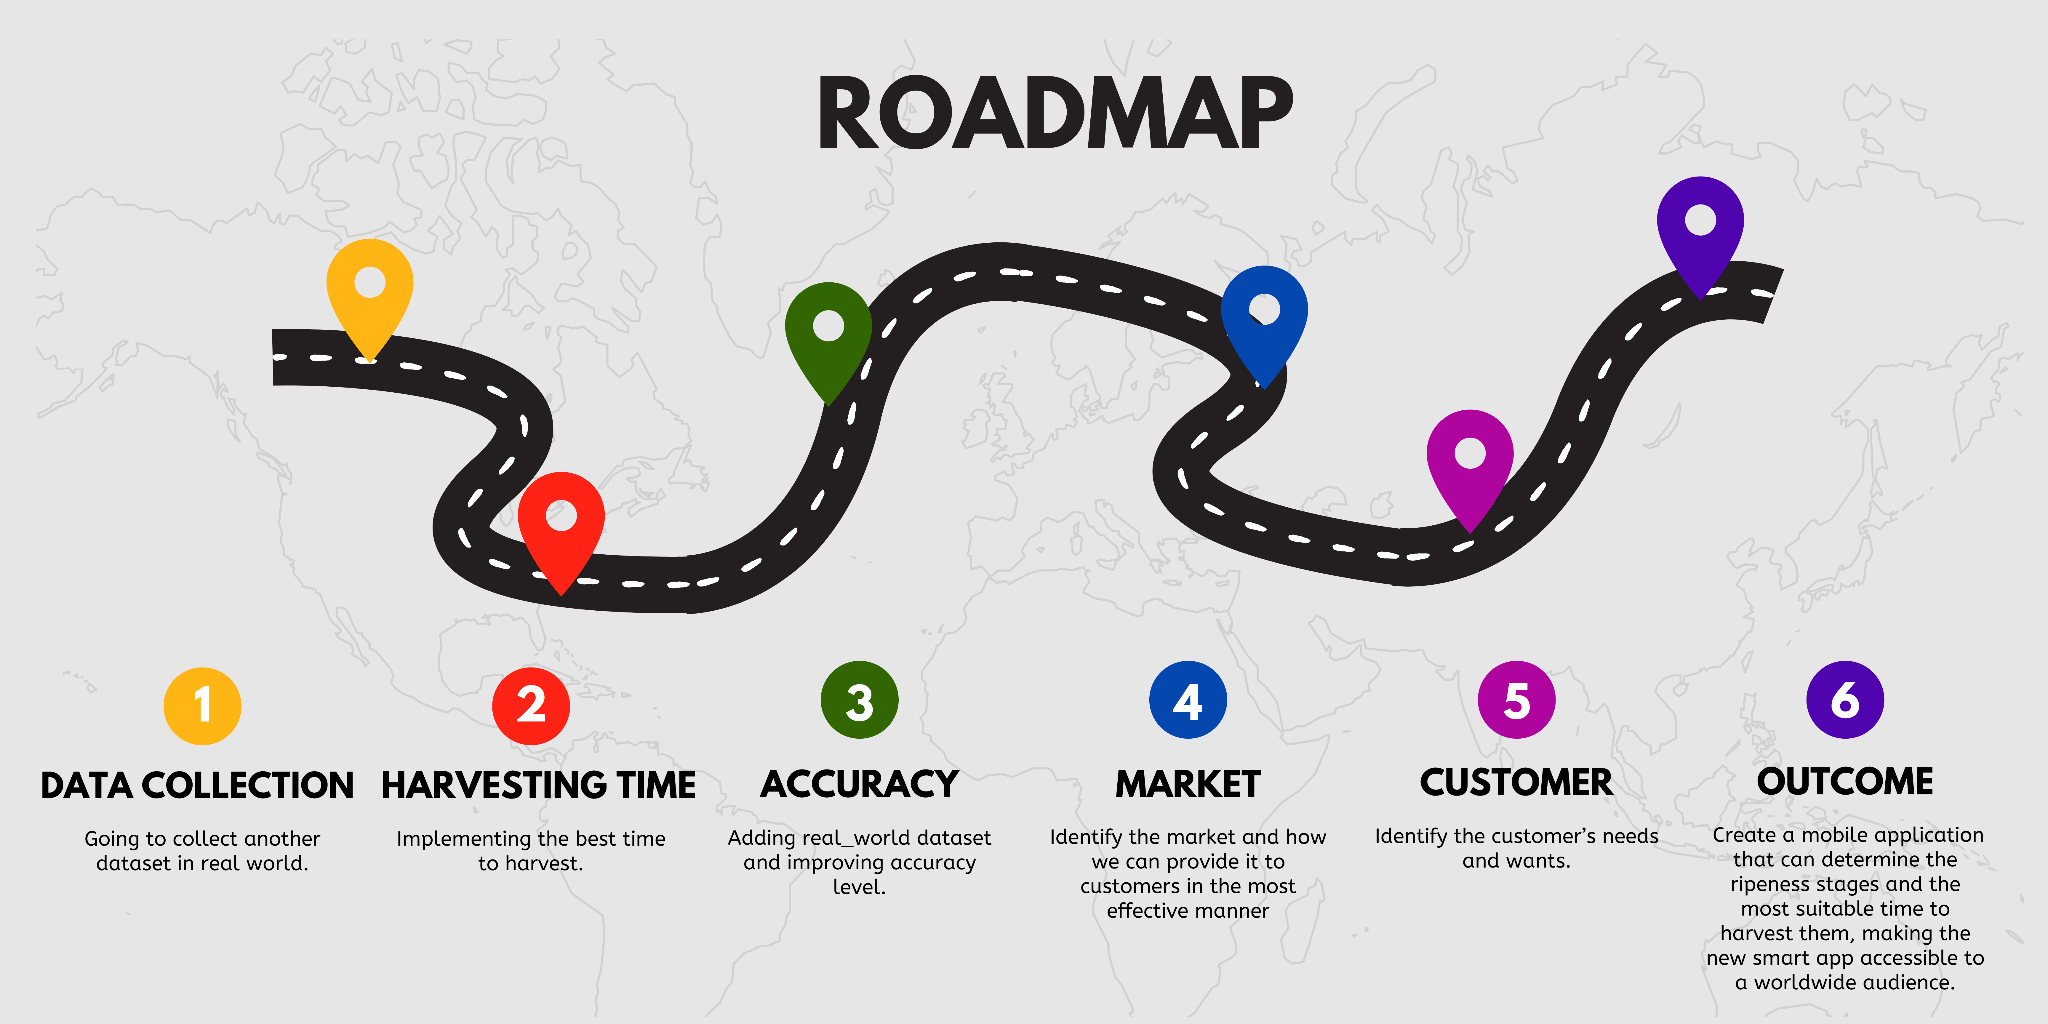 ROADMAP
1
DATA COLLECTION
Going to collect another
dataset in real world.
2
HARVESTING TIME
Implementing the best time
to harvest.
3
ACCURACY
Adding real_world dataset
and improving accuracy
level.
4
MARKET
Identify the market and how
we can provide it to
customers in the most
effective manner
5
CUSTOMER
Identify the customer’s needs
and wants.
6
OUTCOME
Create a mobile application
that can determine the
ripeness stages and the
most suitable time to
harvest them, making the
new smart app accessible to
a worldwide audience.